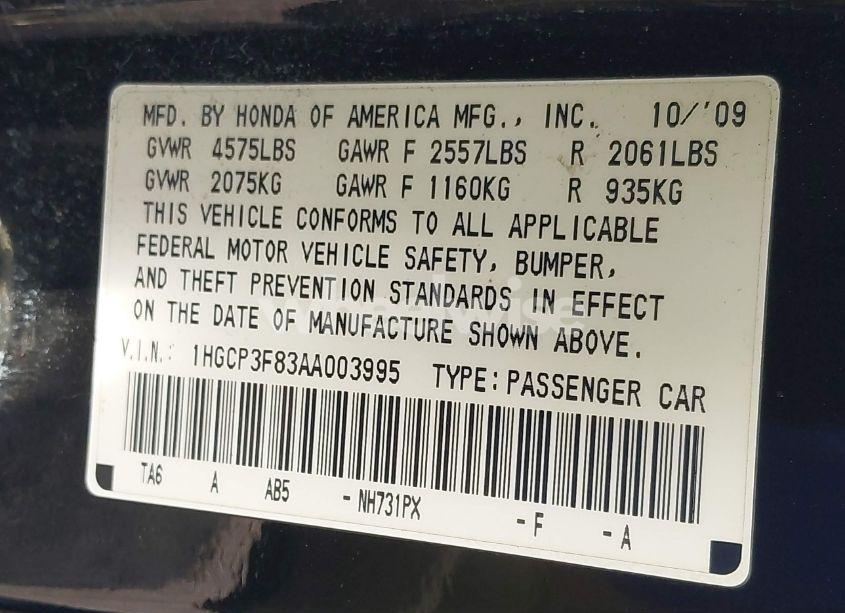 MFD. BY HONDA OF AMERICA MFG., INC. 10/'09
GVWR 4575LBS GAWR F 2557LBS R 2061LBS
GVWR 2075KG GAWR F 1160KG R 935KG
THIS VEHICLE CONFORMS TO ALL APPLICABLE
FEDERAL MOTOR VEHICLE SAFETY, BUMPER,
AND THEFT PREVENTION STANDARDS IN EFFECT
ON THE DATE OF MANUFACTURE SHOWN ABOVE.
V.I.N.: 1HGCP3F83AA003995 TYPE: PASSENGER CAR
TA6 A AB5 - NH731PX - F - A